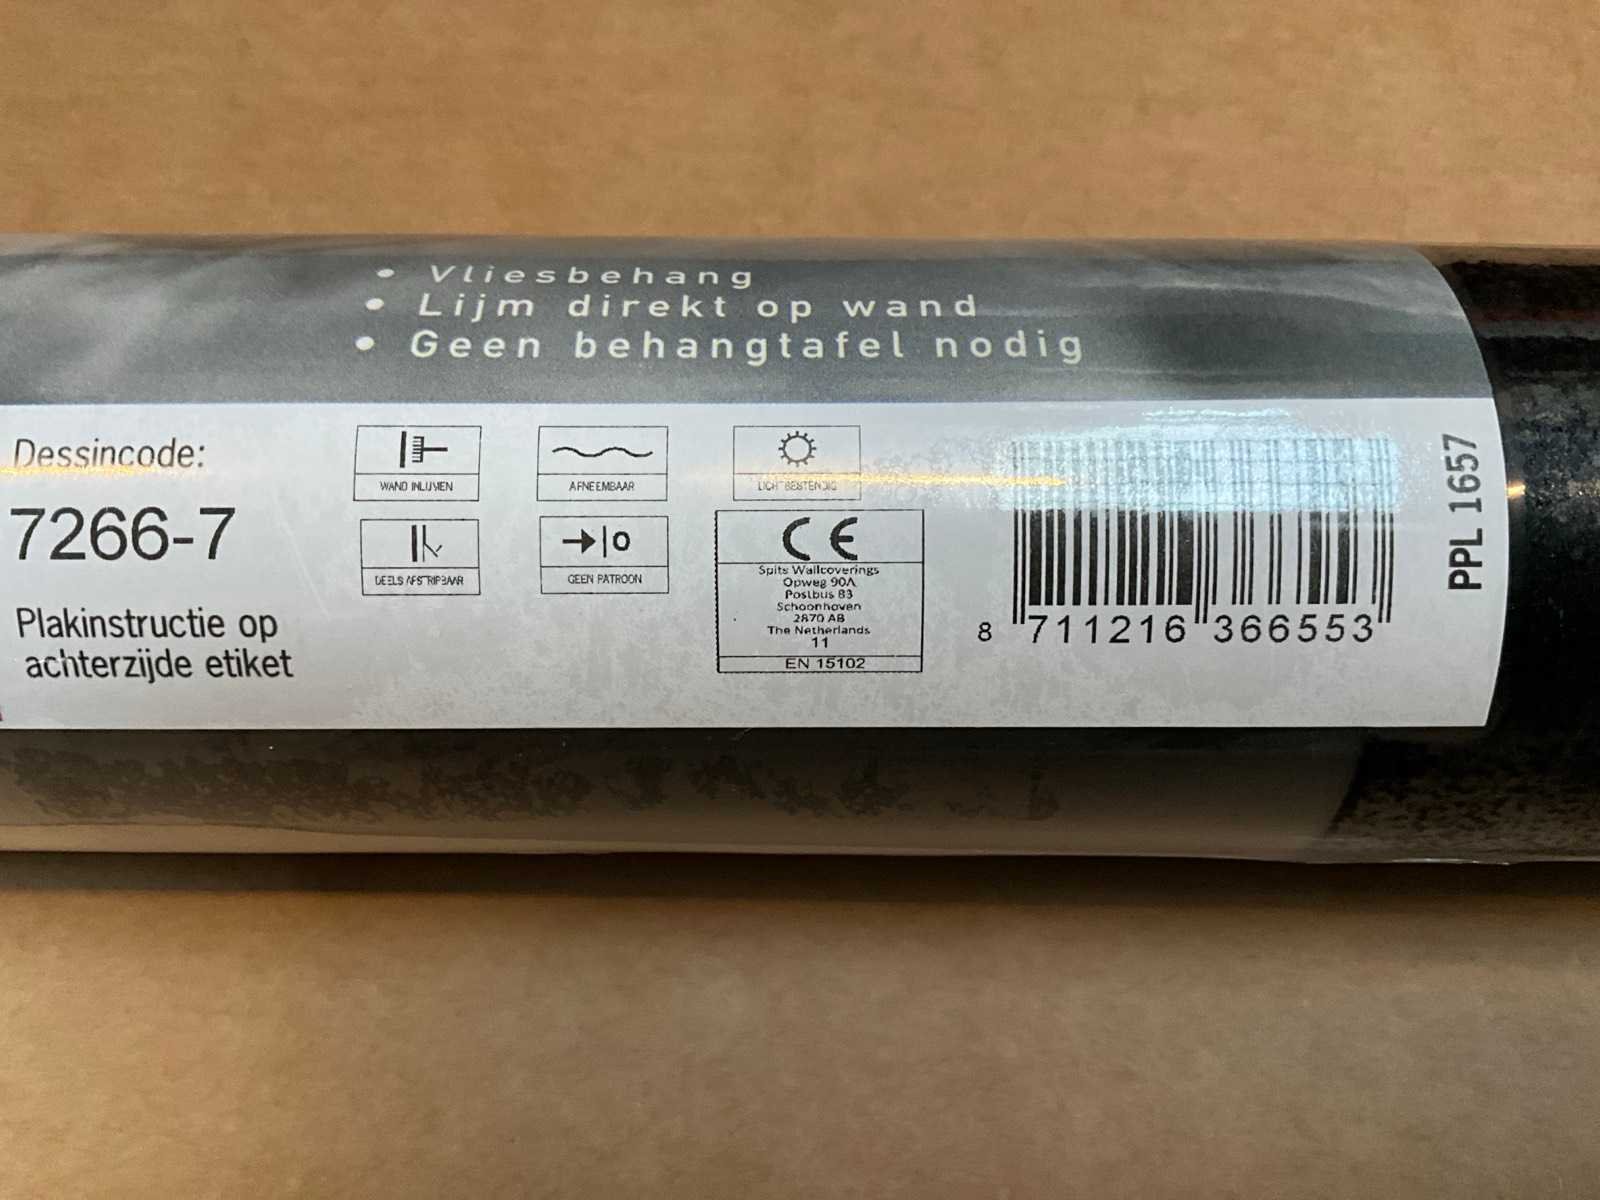 • Vliesbehang
• Lijm direkt op wand
• Geen behangtafel nodig
Dessincode:
7266-7
Plakinstructie op
achterzijde etiket
WAND INLIJMEN
AFNEEMBAAR
LICHTBESTENDIG
DEELS AFSTRIPBAAR
GEEN PATROON
CE
Spits Wallcoverings
Opweg 90A
Postbus 83
Schoonhoven
2870 AB
The Netherlands
11
EN 15102
8 711216 366553
PPL 1657